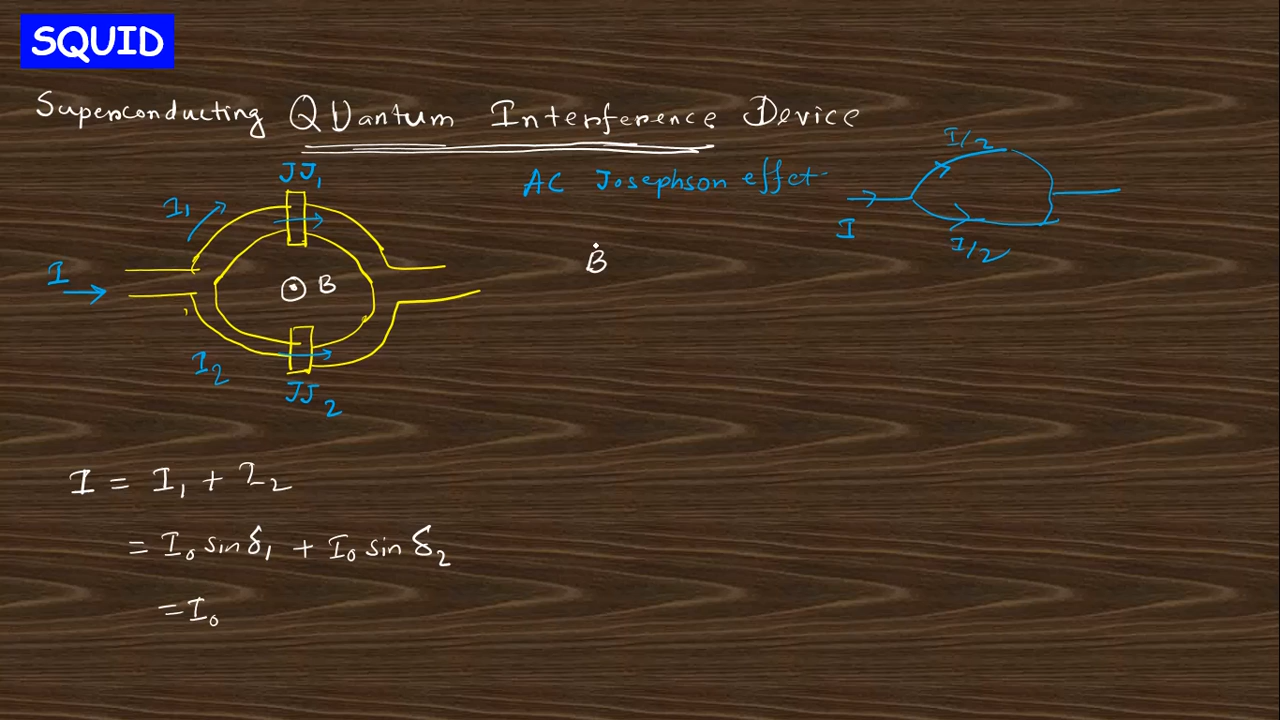 SQUID
Superconducting QUantum Interference Device
JJ₁
AC Josephson effct
I/2
I₁
I
I/2
I
B
Ḃ
I₂
JJ₂
I = I₁ + I₂
= I₀ sin δ₁ + I₀ sin δ₂
= I₀